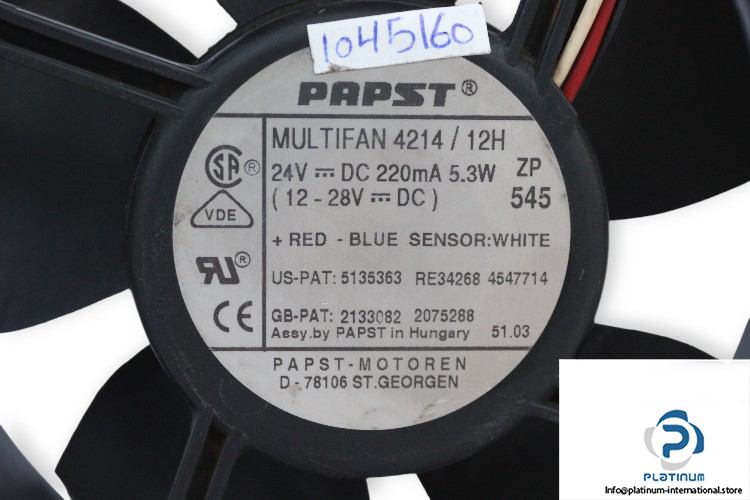 1045160
PAPST®
MULTIFAN 4214 / 12H
24V ⎓ DC 220mA 5.3W ZP
( 12 - 28V ⎓ DC ) 545
+ RED - BLUE SENSOR:WHITE
US-PAT: 5135363 RE34268 4547714
GB-PAT: 2133082 2075288
Assy.by PAPST in Hungary 51.03
PAPST-MOTOREN
D-78106 ST.GEORGEN
SA ®
VDE
RU ®
CE
PLATINUM
Info@platinum-international.store